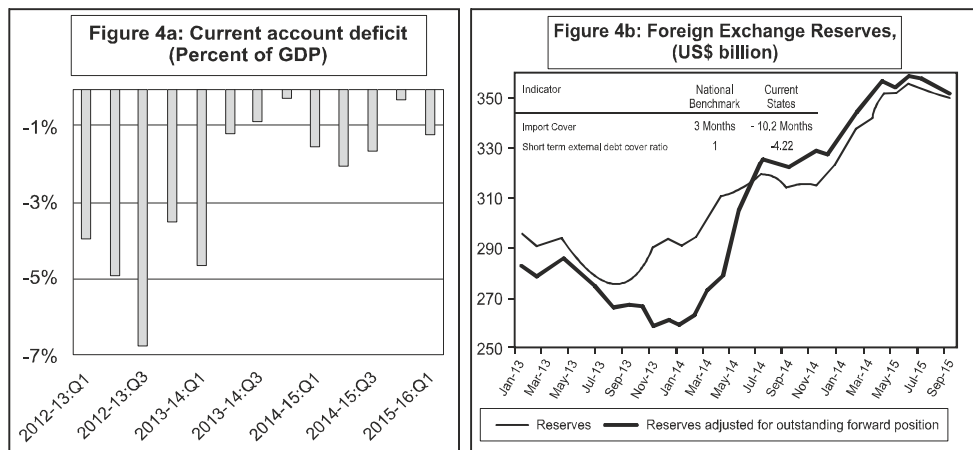 Figure 4a: Current account deficit
(Percent of GDP)
-1%
-3%
-5%
-7%
2012-13:Q1
2012-13:Q3
2013-14:Q1
2013-14:Q3
2014-15:Q1
2014-15:Q3
2015-16:Q1
Figure 4b: Foreign Exchange Reserves,
(US$ billion)
Indicator National Benchmark Current States
Import Cover 3 Months - 10.2 Months
Short term external debt cover ratio 1 -4.22
350
330
310
290
270
250
Jan-13
Mar-13
May-13
Jul-13
Sep-13
Nov-13
Jan-14
Mar-14
May-14
Jul-14
Sep-14
Nov-14
Jan-14
Mar-14
May-15
Jul-15
Sep-15
Reserves Reserves adjusted for outstanding forward position